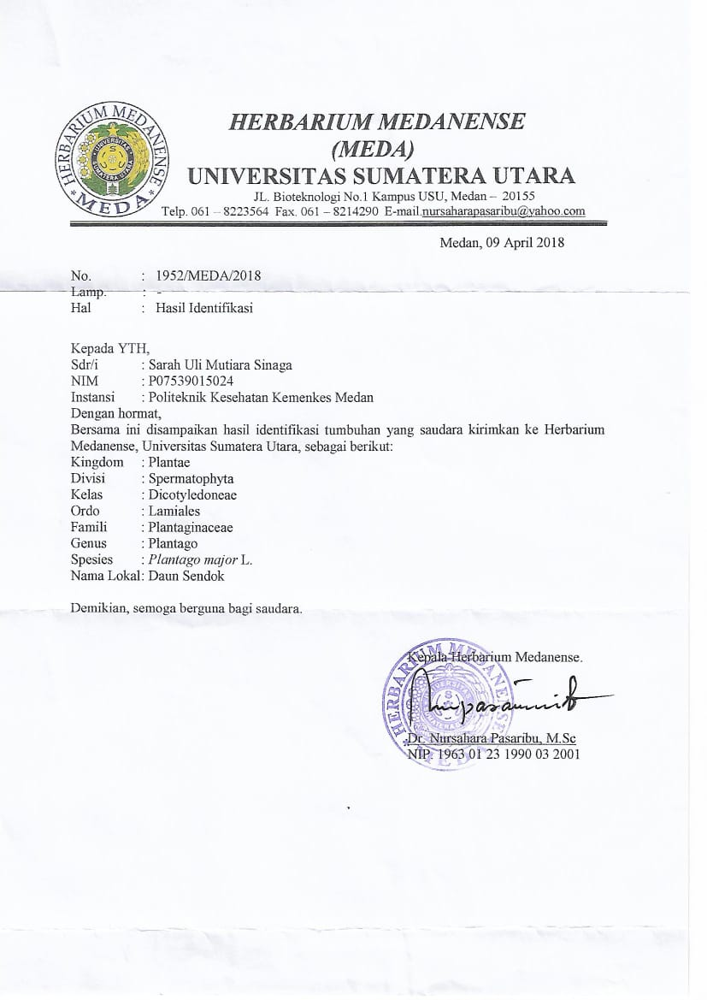 HERBARIUM MEDANENSE
MEDA
UNIVERSITAS
SUMATERA UTARA
HERBARIUM MEDANENSE
(MEDA)
UNIVERSITAS SUMATERA UTARA
JL. Bioteknologi No.1 Kampus USU, Medan – 20155
Telp. 061 – 8223564 Fax. 061 – 8214290 E-mail.nursaharapasaribu@yahoo.com
Medan, 09 April 2018
No. : 1952/MEDA/2018
Lamp. : -
Hal : Hasil Identifikasi
Kepada YTH,
Sdr/i : Sarah Uli Mutiara Sinaga
NIM : P07539015024
Instansi : Politeknik Kesehatan Kemenkes Medan
Dengan hormat,
Bersama ini disampaikan hasil identifikasi tumbuhan yang saudara kirimkan ke Herbarium
Medanense, Universitas Sumatera Utara, sebagai berikut:
Kingdom : Plantae
Divisi : Spermatophyta
Kelas : Dicotyledoneae
Ordo : Lamiales
Famili : Plantaginaceae
Genus : Plantago
Spesies : Plantago major L.
Nama Lokal: Daun Sendok
Demikian, semoga berguna bagi saudara.
Kepala Herbarium Medanense.
HERBARIUM MEDANENSE
MEDA
Dr. Nursahara Pasaribu, M.Sc
NIP. 1963 01 23 1990 03 2001